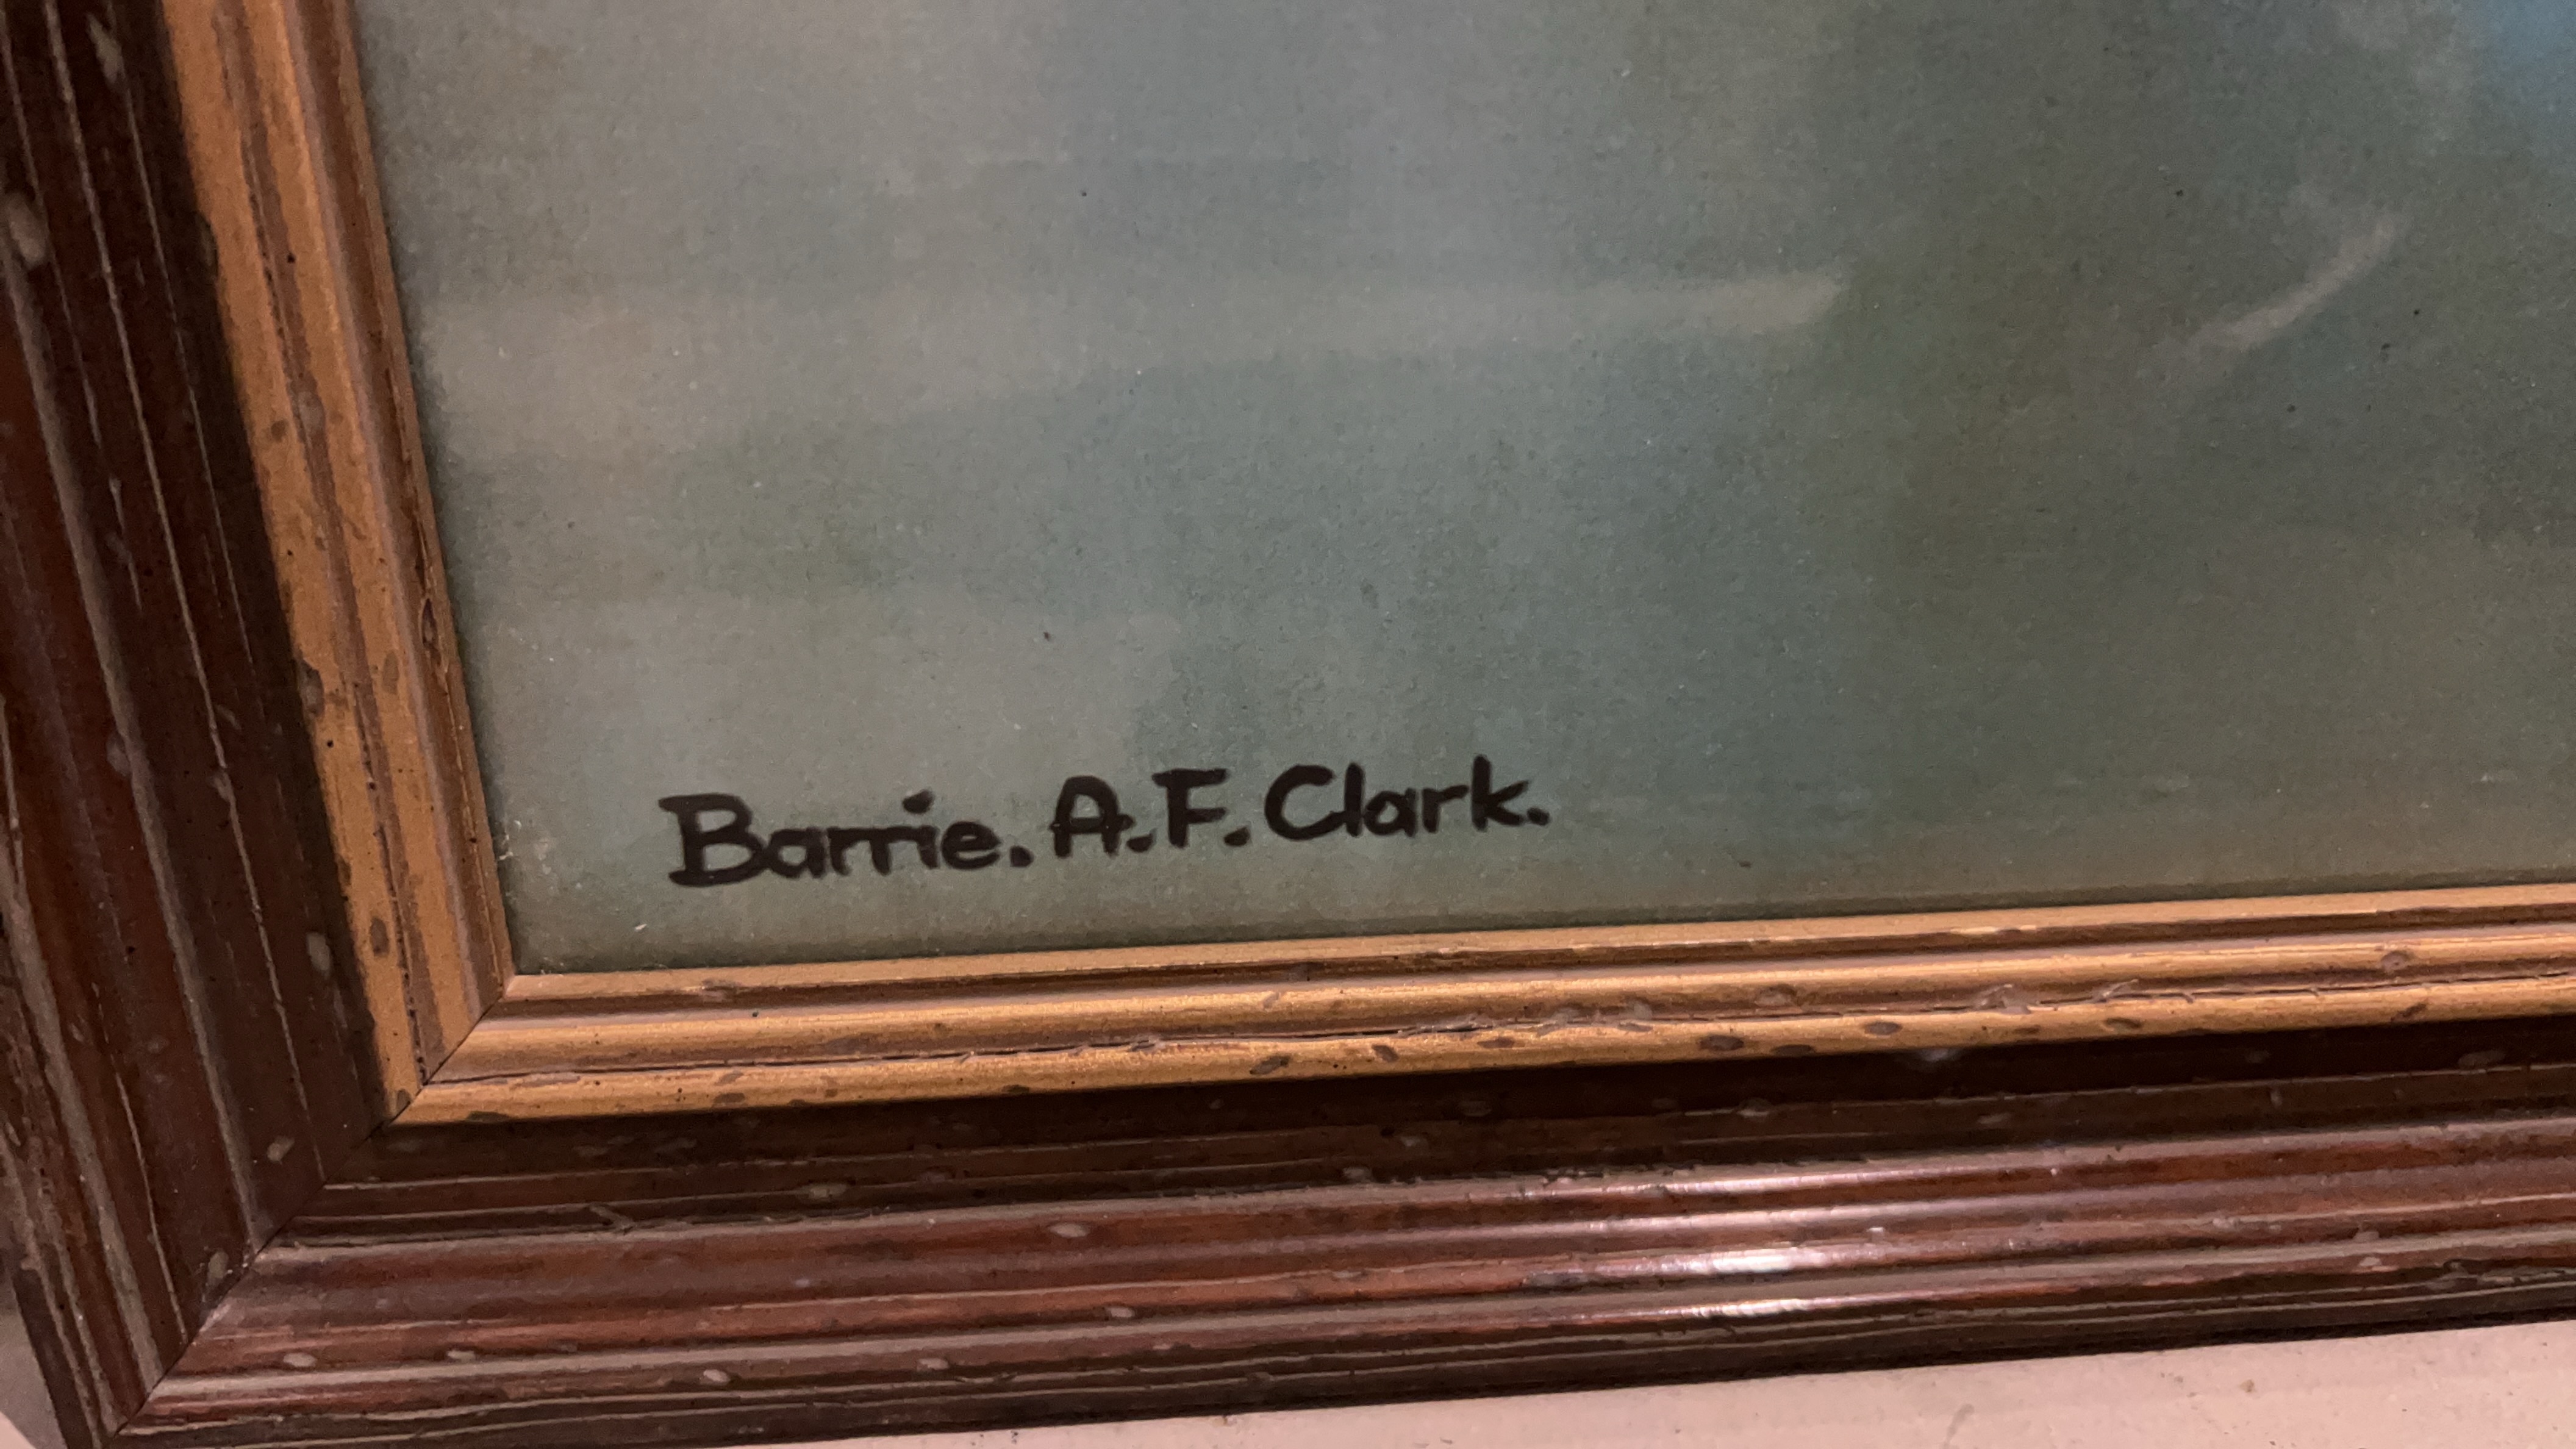 Barrie. A.F. Clark.